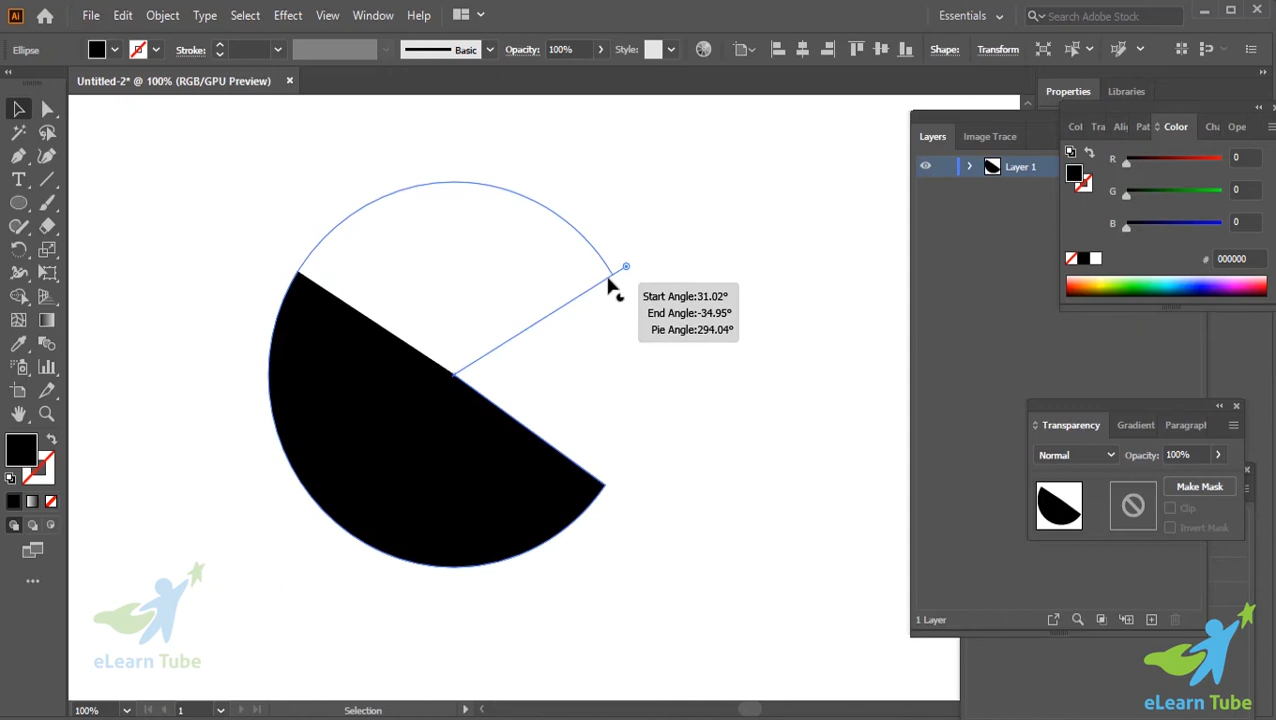 Ai File Edit Object Type Select Effect View Window Help Essentials Search Adobe Stock
Ellipse Stroke: Basic Opacity: 100% Style: Shape: Transform
Untitled-2* @ 100% (RGB/GPU Preview)
Properties Libraries
Layers Image Trace
Col Tra Alig Pat Color Cha Ope
Layer 1
R 0
G 0
B 0
# 000000
Start Angle:31.02°
End Angle:-34.95°
Pie Angle:294.04°
Transparency Gradient Paragraph
Normal Opacity: 100%
Make Mask
Clip
Invert Mask
1 Layer
eLearn Tube
eLearn Tube
100% 1 Selection